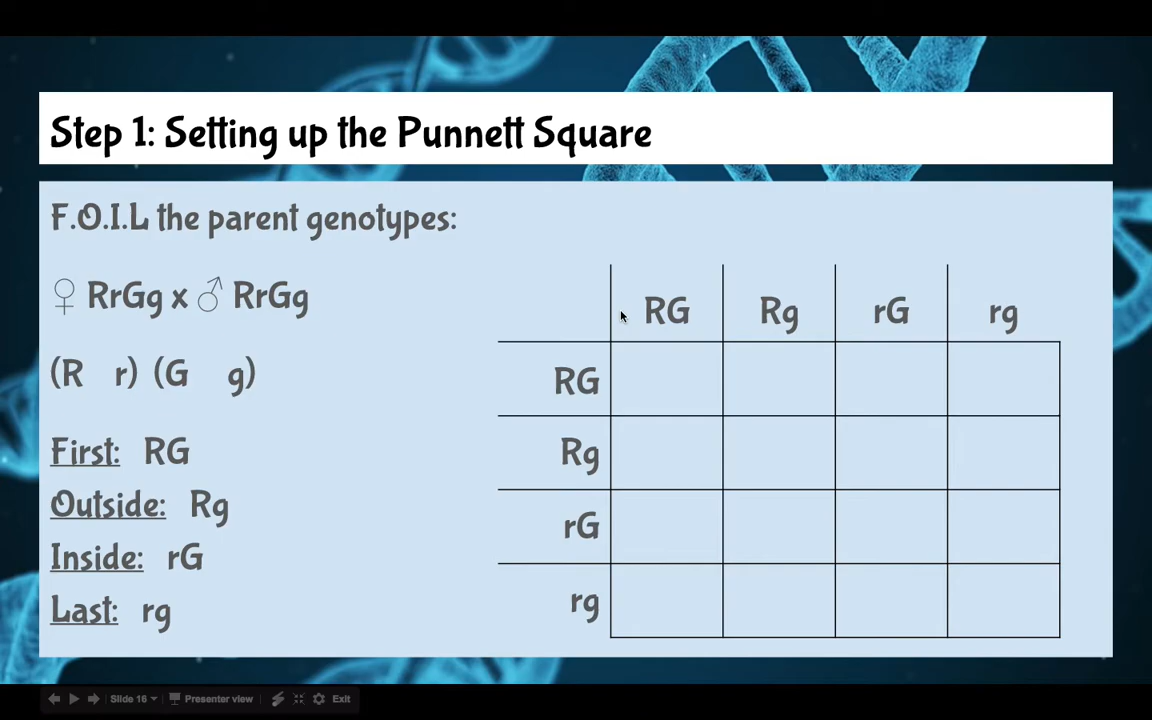 Step 1: Setting up the Punnett Square
F.O.I.L the parent genotypes:
♀ RrGg x ♂ RrGg
(R r) (G g)
First: RG
Outside: Rg
Inside: rG
Last: rg
RG Rg rG rg
RG
Rg
rG
rg
Slide 16 Presenter view Exit